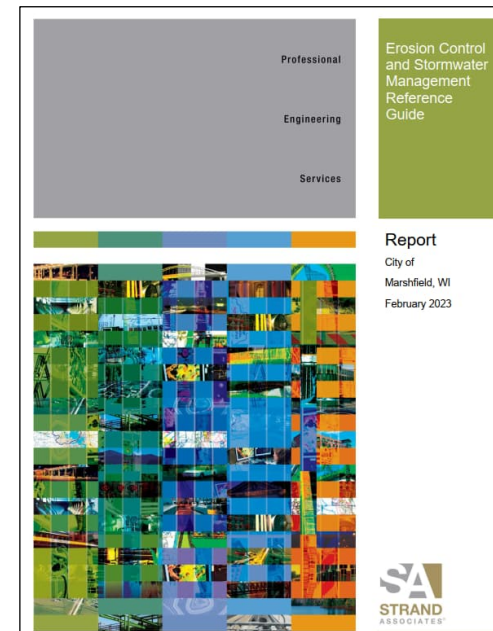 Professional
Engineering
Services
Erosion Control
and Stormwater
Management
Reference
Guide
Report
City of
Marshfield, WI
February 2023
SA
STRAND
ASSOCIATES®